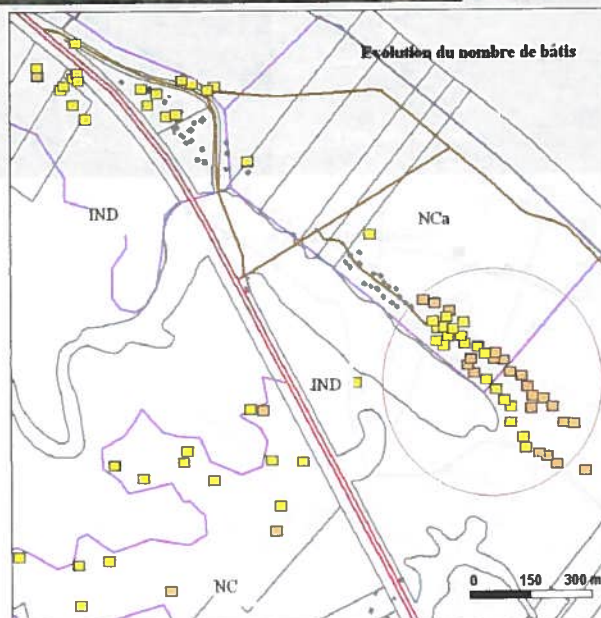 Evolution du nombre de bâtis
IND
NCa
IND
NC
0 150 300 m